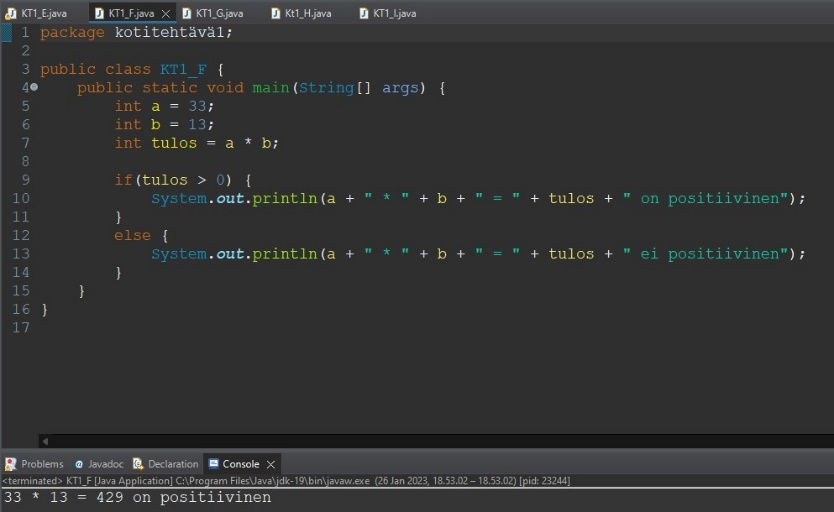 KT1_E.java KT1_F.java KT1_G.java Kt1_H.java KT1_I.java
1 package kotitehtävä1;
2
3 public class KT1_F {
4 public static void main(String[] args) {
5 int a = 33;
6 int b = 13;
7 int tulos = a * b;
8
9 if(tulos > 0) {
10 System.out.println(a + " * " + b + " = " + tulos + " on positiivinen");
11 }
12 else {
13 System.out.println(a + " * " + b + " = " + tulos + " ei positiivinen");
14 }
15 }
16 }
17
Problems Javadoc Declaration Console
<terminated> KT1_F [Java Application] C:\Program Files\Java\jdk-19\bin\javaw.exe (26 Jan 2023, 18.53.02 – 18.53.02) [pid: 23244]
33 * 13 = 429 on positiivinen